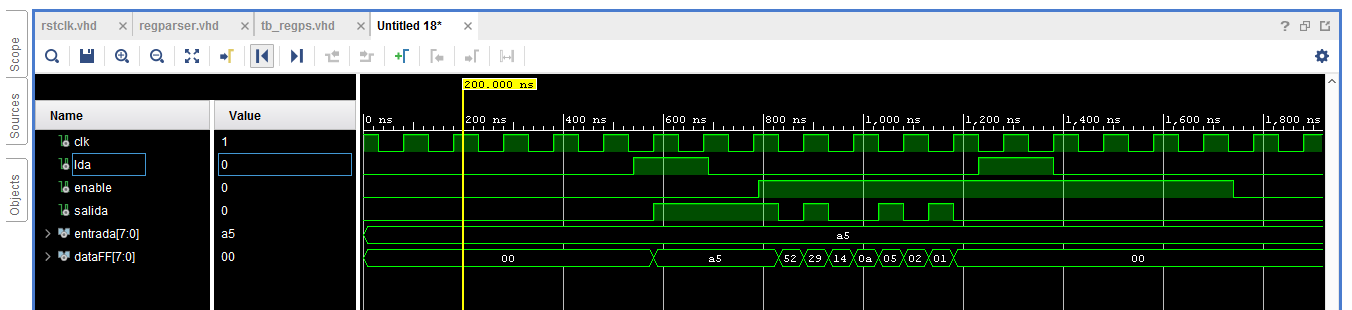 Scope
Sources
Objects
rstclk.vhd
regparser.vhd
tb_regps.vhd
Untitled 18*
200.000 ns
Name Value
0 ns 200 ns 400 ns 600 ns 800 ns 1,000 ns 1,200 ns 1,400 ns 1,600 ns 1,800 ns
clk 1
lda 0
enable 0
salida 0
entrada[7:0] a5 a5
dataFF[7:0] 00 00 a5 52 29 14 0a 05 02 01 00